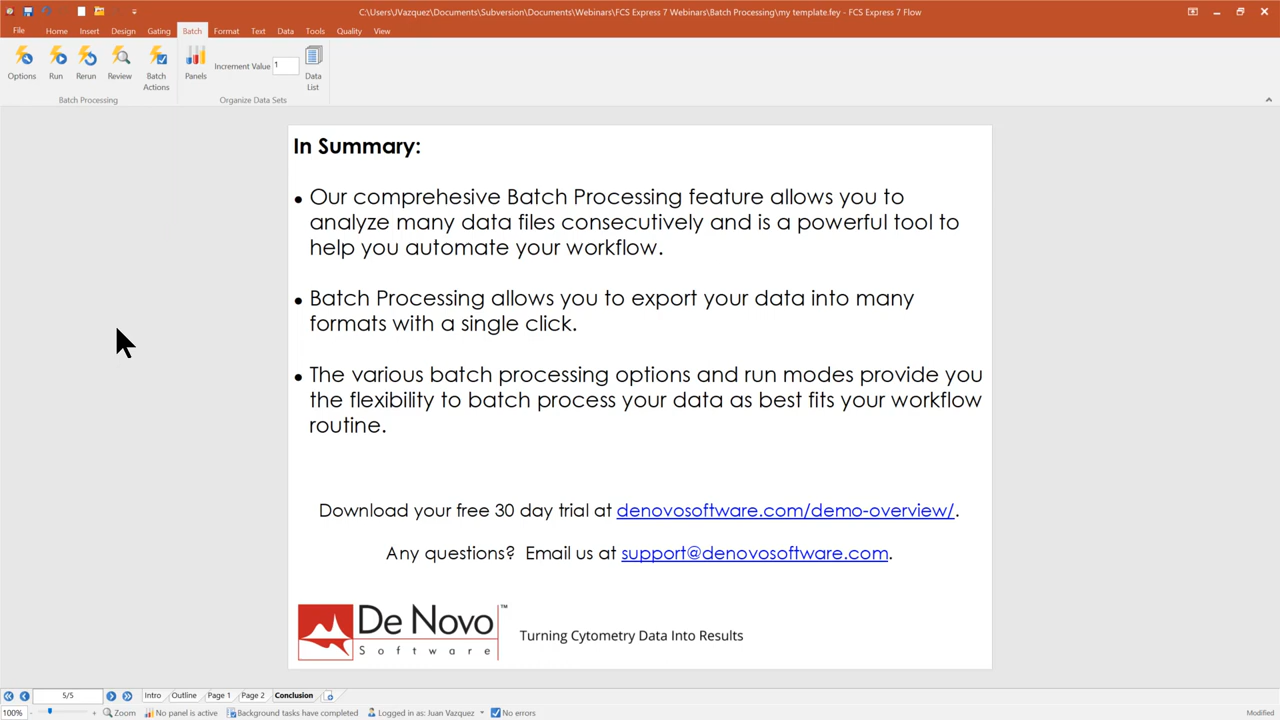 C:\Users\JVazquez\Documents\Subversion\Documents\Webinars\FCS Express 7 Webinars\Batch Processing\my template.fey - FCS Express 7 Flow
File Home Insert Design Gating Batch Format Text Data Tools Quality View
Options Run Rerun Review Batch Actions Panels Increment Value 1 Data List
Batch Processing Organize Data Sets
In Summary:
• Our comprehesive Batch Processing feature allows you to
analyze many data files consecutively and is a powerful tool to
help you automate your workflow.
• Batch Processing allows you to export your data into many
formats with a single click.
• The various batch processing options and run modes provide you
the flexibility to batch process your data as best fits your workflow
routine.
Download your free 30 day trial at denovosoftware.com/demo-overview/.
Any questions? Email us at support@denovosoftware.com.
De Novo™
Software
Turning Cytometry Data Into Results
5/5 Intro Outline Page 1 Page 2 Conclusion
100% - + Zoom No panel is active Background tasks have completed Logged in as: Juan Vazquez No errors Modified